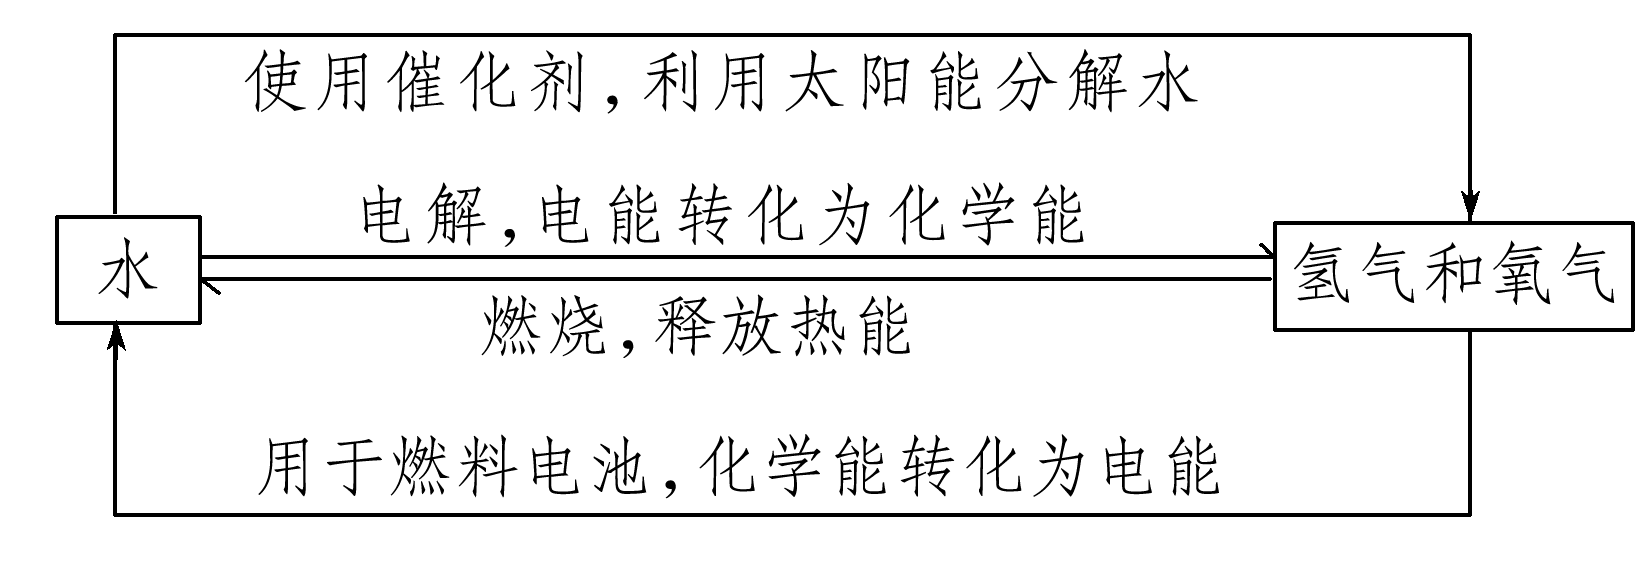 使用催化剂,利用太阳能分解水
电解,电能转化为化学能
水
氢气和氧气
燃烧,释放热能
用于燃料电池,化学能转化为电能